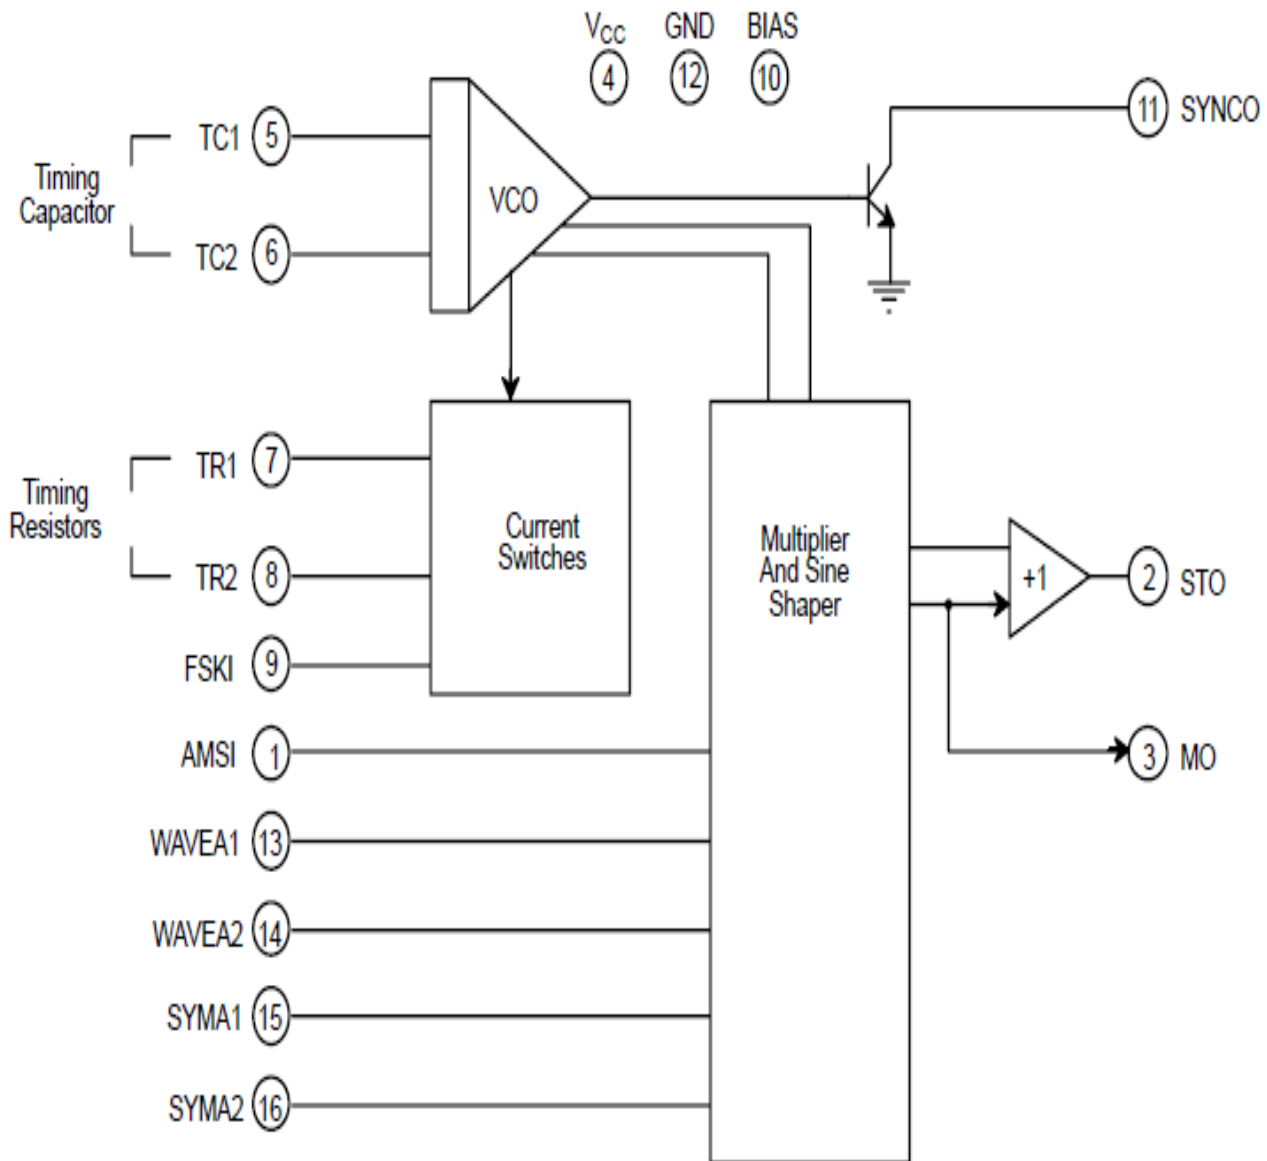 V_CC GND BIAS
4 12 10
TC1 5
11 SYNCO
Timing
Capacitor
VCO
TC2 6
TR1 7
Timing
Resistors
Current
Switches
Multiplier
And Sine
Shaper
TR2 8
+1
2 STO
FSKI 9
AMSI 1
3 MO
WAVEA1 13
WAVEA2 14
SYMA1 15
SYMA2 16